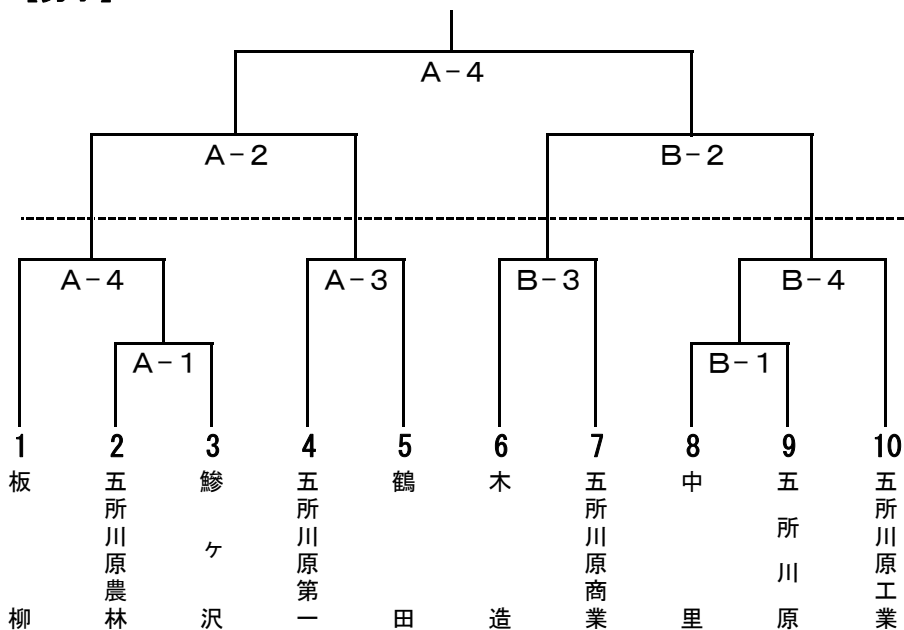 A-4
A-2 B-2
A-4 A-3 B-3 B-4
A-1 B-1
1 2 3 4 5 6 7 8 9 10
板柳
五所川原農林
鰺ヶ沢
五所川原第一
鶴田
木造
五所川原商業
中里
五所川原
五所川原工業